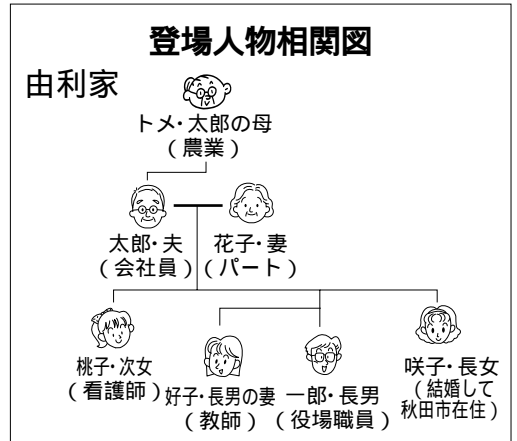 登場人物相関図
由利家
トメ・太郎の母
（農業）
太郎・夫
（会社員）
花子・妻
（パート）
桃子・次女
（看護師）
好子・長男の妻
（教師）
一郎・長男
（役場職員）
咲子・長女
（結婚して
秋田市在住）